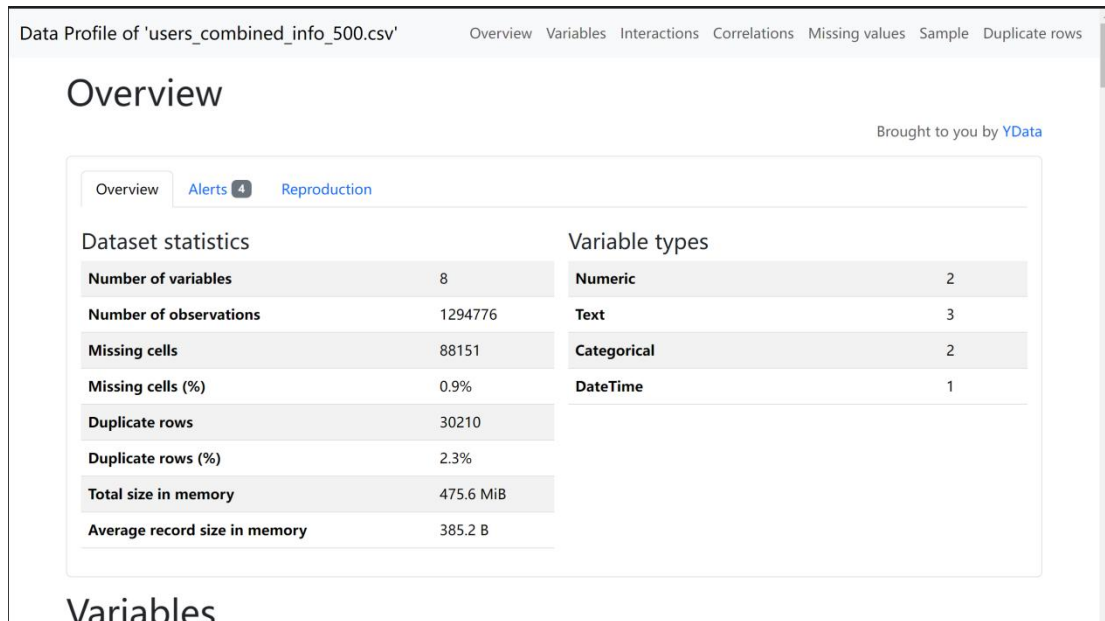 Data Profile of 'users_combined_info_500.csv' Overview Variables Interactions Correlations Missing values Sample Duplicate rows
Overview
Brought to you by YData
Overview Alerts 4 Reproduction
Dataset statistics
Number of variables 8
Number of observations 1294776
Missing cells 88151
Missing cells (%) 0.9%
Duplicate rows 30210
Duplicate rows (%) 2.3%
Total size in memory 475.6 MiB
Average record size in memory 385.2 B
Variable types
Numeric 2
Text 3
Categorical 2
DateTime 1
Variables